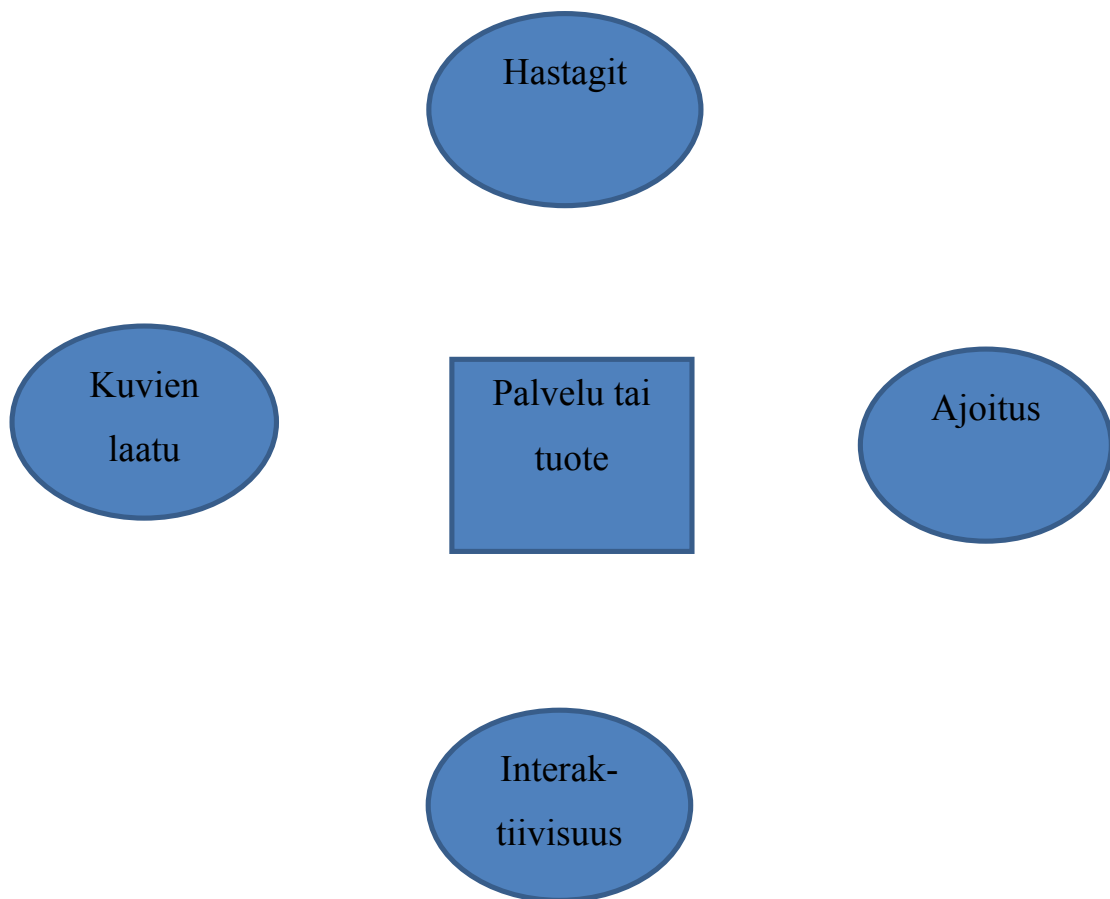 Hastagit
Kuvien
laatu
Palvelu tai
tuote
Ajoitus
Interak-
tiivisuus